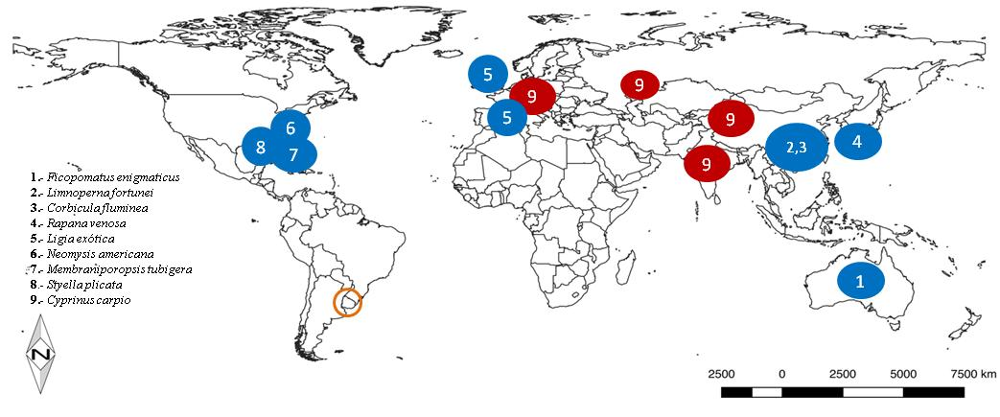 5
9
9
5
9
6
8
7
9
2,3
4
1
1.- Ficopomatus enigmaticus
2.- Limnoperna fortunei
3.- Corbicula fluminea
4.- Rapana venosa
5.- Ligia exótica
6.- Neomysis americana
7.- Membraniporopsis tubigera
8.- Styella plicata
9.- Cyprinus carpio
N
2500 0 2500 5000 7500 km